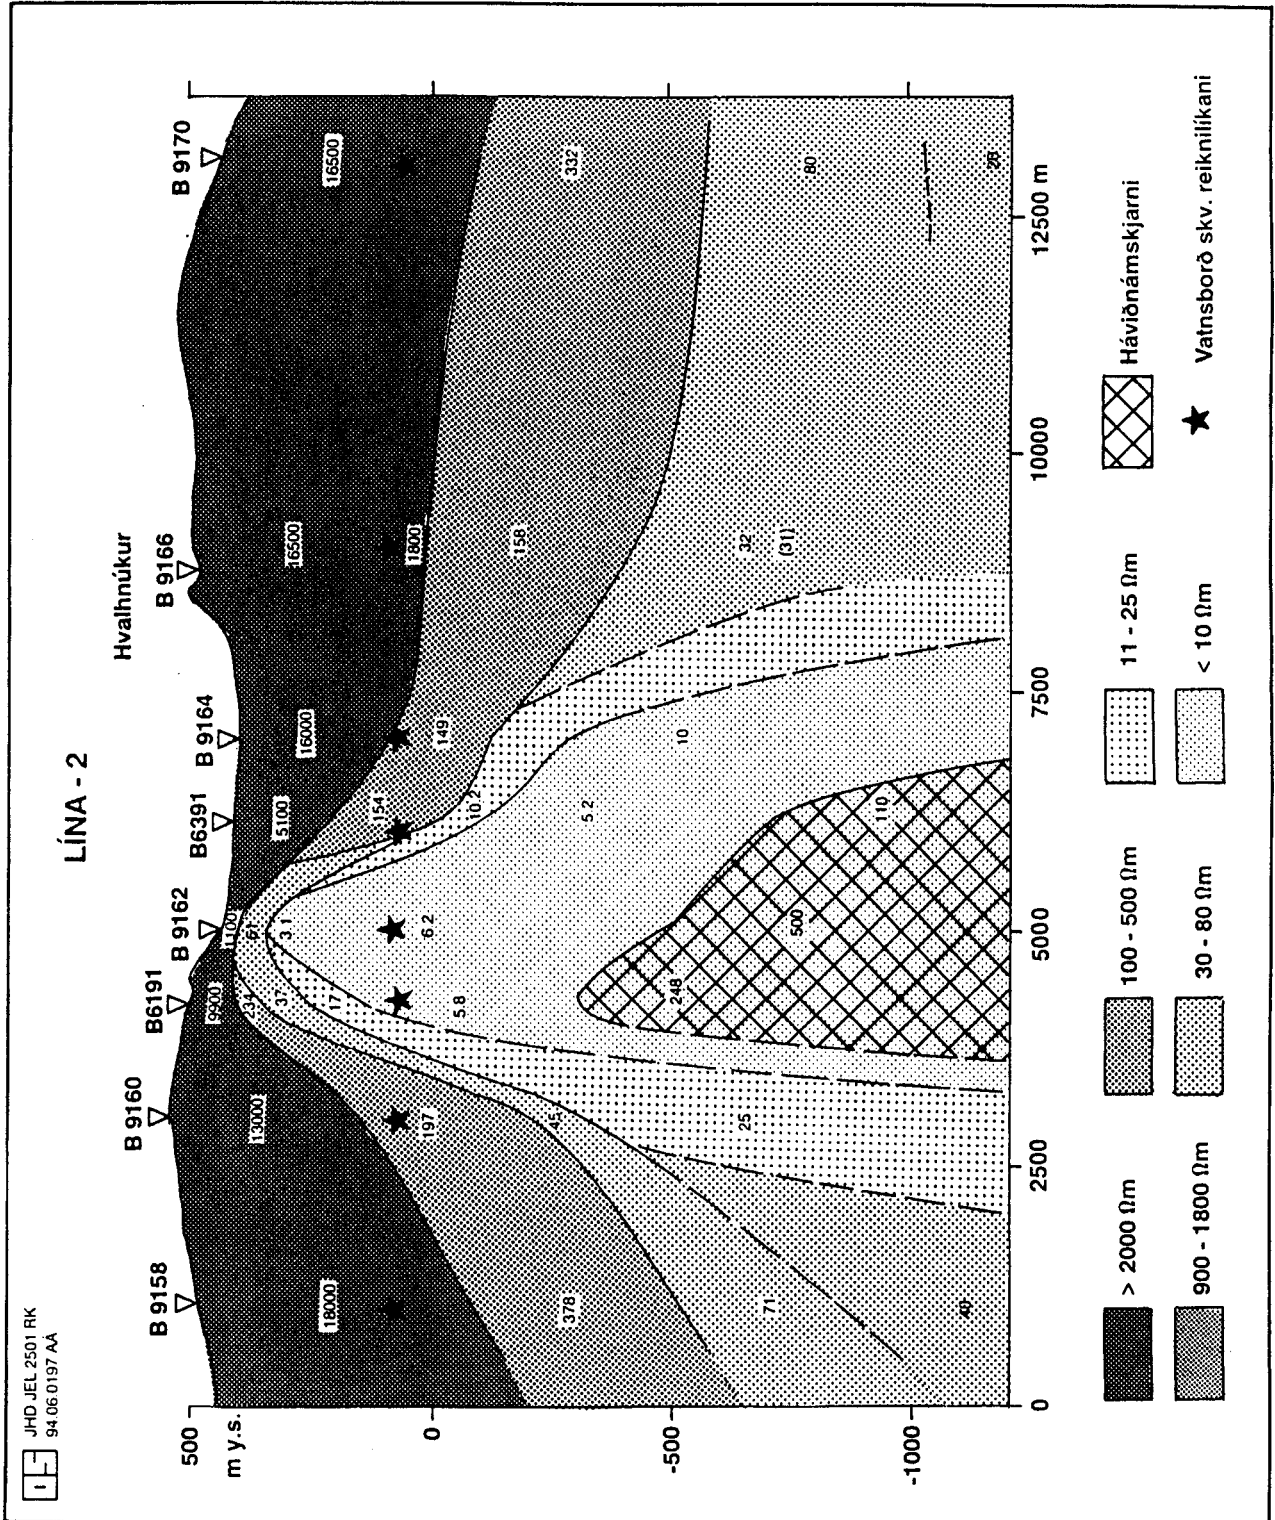 JHD JEL 2501 RK
94.06.0197 AA
LÍNA - 2
Hvalhnúkur
B 9158
B 9160
B6191
B 9162
B6391
B 9164
B 9166
B 9170
500
m y.s.
0
-500
-1000
18000
378
71
40
13000
197
45
25
9900
234
37
17
5.8
248
1100
61
3.1
6.2
500
5100
154
10.2
5.2
110
16000
149
10
16500
1800
158
32
(31)
16500
332
80
20
0
2500
5000
7500
10000
12500 m
> 2000 Ωm
100 - 500 Ωm
11 - 25 Ωm
Háviðnámskjarni
900 - 1800 Ωm
30 - 80 Ωm
< 10 Ωm
Vatnsborð skv. reiknilíkani